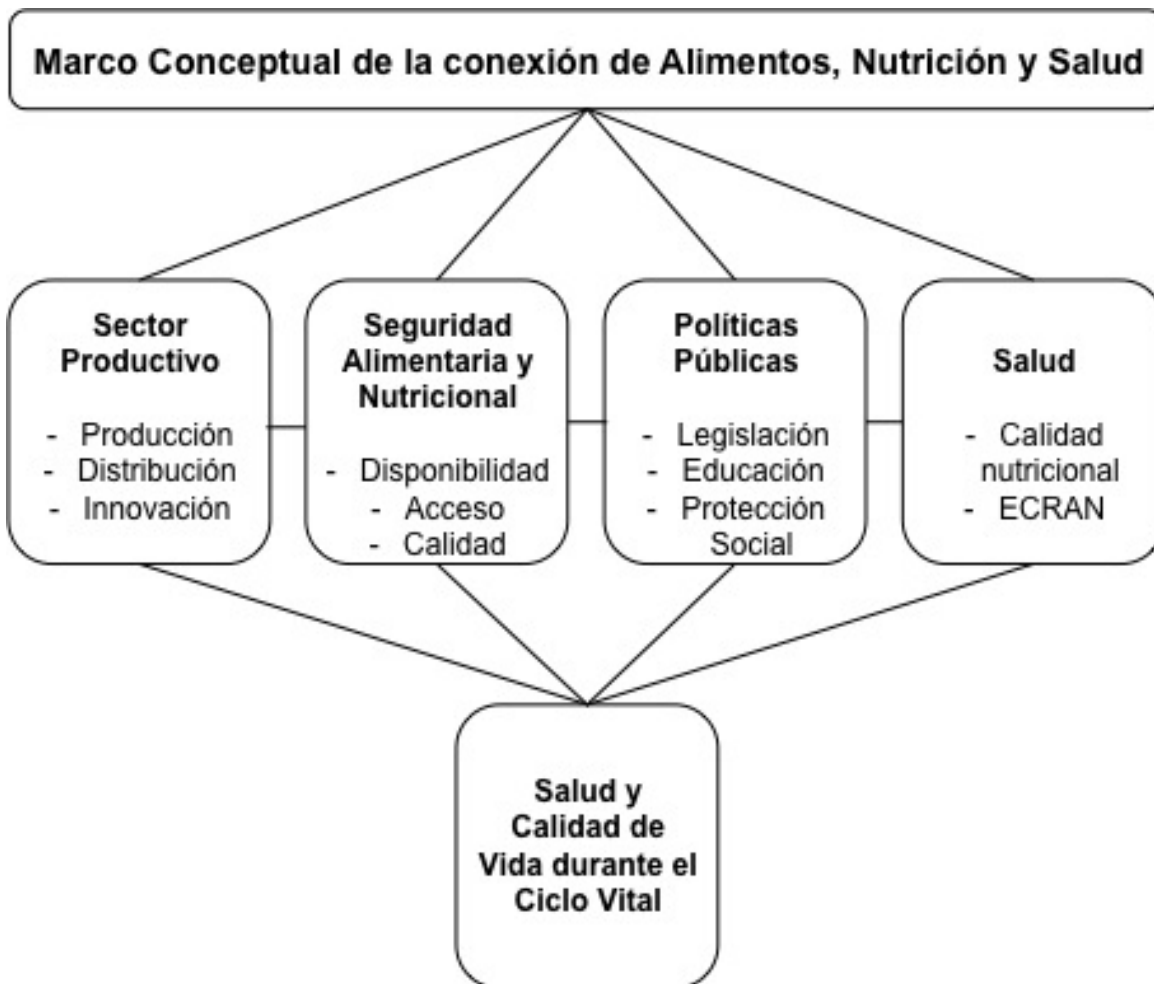 Marco Conceptual de la conexión de Alimentos, Nutrición y Salud
Sector
Productivo
- Producción
- Distribución
- Innovación
Seguridad
Alimentaria y
Nutricional
- Disponibilidad
- Acceso
- Calidad
Políticas
Públicas
- Legislación
- Educación
- Protección
Social
Salud
- Calidad
nutricional
- ECRAN
Salud y
Calidad de
Vida durante el
Ciclo Vital